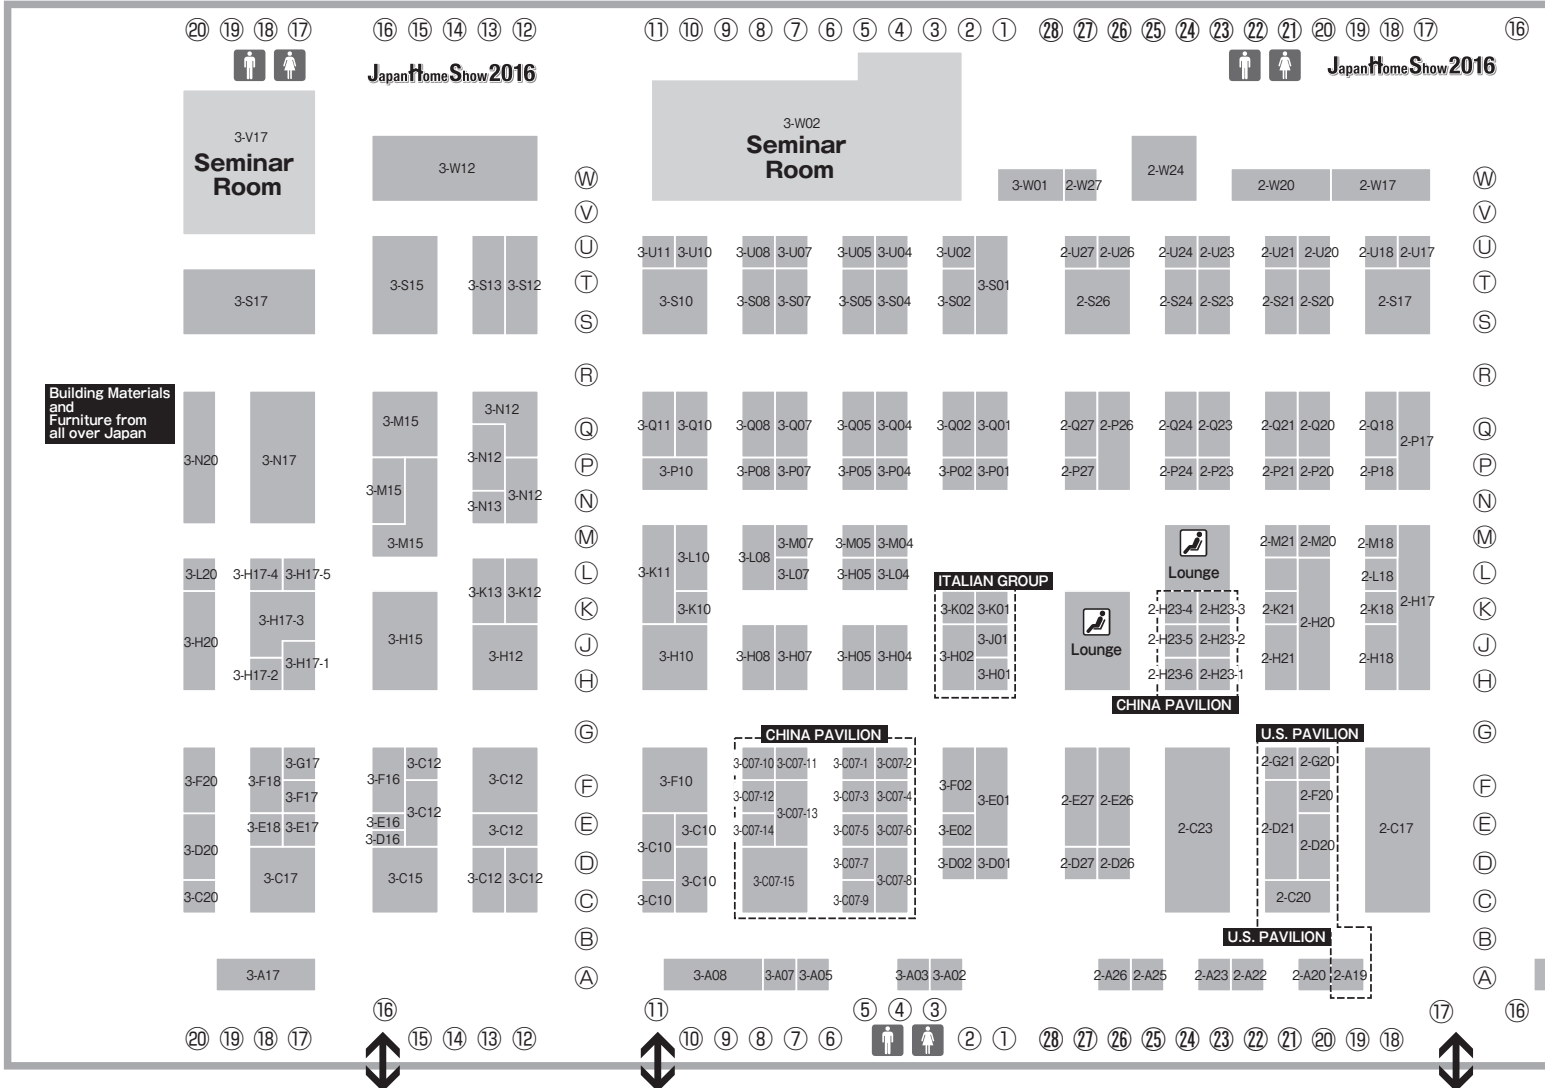 ⑳ ⑲ ⑱ ⑰ ⑯ ⑮ ⑭ ⑬ ⑫ ⑪ ⑩ ⑨ ⑧ ⑦ ⑥ ⑤ ④ ③ ② ① ㉘ ㉗ ㉖ ㉕ ㉔ ㉓ ㉒ ㉑ ⑳ ⑲ ⑱ ⑰ ⑯
JapanHomeShow2016 JapanHomeShow2016
3-V17
Seminar
Room
3-W02
Seminar
Room
3-W12 Ⓦ 3-W01 2-W27 2-W24 2-W20 2-W17 Ⓦ
Ⓥ Ⓥ
Ⓤ 3-U11 3-U10 3-U08 3-U07 3-U05 3-U04 3-U02 2-U27 2-U26 2-U24 2-U23 2-U21 2-U20 2-U18 2-U17 Ⓤ
3-S15 3-S13 3-S12 Ⓣ 3-S01 Ⓣ
3-S17 3-S10 3-S08 3-S07 3-S05 3-S04 3-S02 2-S26 2-S24 2-S23 2-S21 2-S20 2-S17
Ⓢ Ⓢ
Ⓡ Ⓡ
Building Materials
and
Furniture from
all over Japan
3-N12
3-M15 Ⓠ 3-Q11 3-Q10 3-Q08 3-Q07 3-Q05 3-Q04 3-Q02 3-Q01 2-Q27 2-P26 2-Q24 2-Q23 2-Q21 2-Q20 2-Q18 Ⓠ
2-P17
3-N20 3-N17 3-N12 Ⓟ 3-P10 3-P08 3-P07 3-P05 3-P04 3-P02 3-P01 2-P27 2-P24 2-P23 2-P21 2-P20 2-P18 Ⓟ
3-M15 3-N12
3-N13 Ⓝ Ⓝ
3-M15 Ⓜ 3-M07 3-M05 3-M04 2-M21 2-M20 2-M18 Ⓜ
3-L10 3-L08
3-L20 3-H17-4 3-H17-5 Ⓛ 3-K11 3-L07 3-H05 3-L04 Lounge 2-L18 Ⓛ
ITALIAN GROUP
3-K13 3-K12
3-K10 3-K02 3-K01 2-H23-4 2-H23-3 2-K21 2-K18 2-H17
Ⓚ Ⓚ
3-H17-3 2-H20
3-H20 3-H15 Ⓙ 3-J01 Lounge 2-H23-5 2-H23-2 Ⓙ
3-H17-1 3-H12 3-H10 3-H08 3-H07 3-H05 3-H04 3-H02 2-H21 2-H18
3-H17-2 Ⓗ 3-H01 2-H23-6 2-H23-1 Ⓗ
CHINA PAVILION
Ⓖ CHINA PAVILION U.S. PAVILION Ⓖ
3-G17 3-C12 3-C07-10 3-C07-11 3-C07-1 3-C07-2 2-G21 2-G20
3-F20 3-F18 3-F16 3-C12 Ⓕ 3-F10 3-F02 Ⓕ
3-F17 3-C07-12 3-C07-3 3-C07-4 3-E01 2-E27 2-E26 2-F20
3-C12 3-C07-13
3-E16
3-E18 3-E17 3-C12 Ⓔ 3-C10 3-C07-14 3-C07-5 3-C07-6 3-E02 2-C23 2-D21 2-C17 Ⓔ
3-D16
3-D20 3-C10 2-D20
Ⓓ 3-C07-7 3-D02 3-D01 2-D27 2-D26 Ⓓ
3-C17 3-C15 3-C12 3-C12 3-C10 3-C07-15 3-C07-8
3-C20 Ⓒ 3-C10 3-C07-9 2-C20 Ⓒ
Ⓑ U.S. PAVILION Ⓑ
3-A17 Ⓐ 3-A08 3-A07 3-A05 3-A03 3-A02 2-A26 2-A25 2-A23 2-A22 2-A20 2-A19 Ⓐ
⑯ ⑪ ⑤ ④ ③ ⑰ ⑯
⑳ ⑲ ⑱ ⑰ ⑮ ⑭ ⑬ ⑫ ⑩ ⑨ ⑧ ⑦ ⑥ ② ① ㉘ ㉗ ㉖ ㉕ ㉔ ㉓ ㉒ ㉑ ⑳ ⑲ ⑱